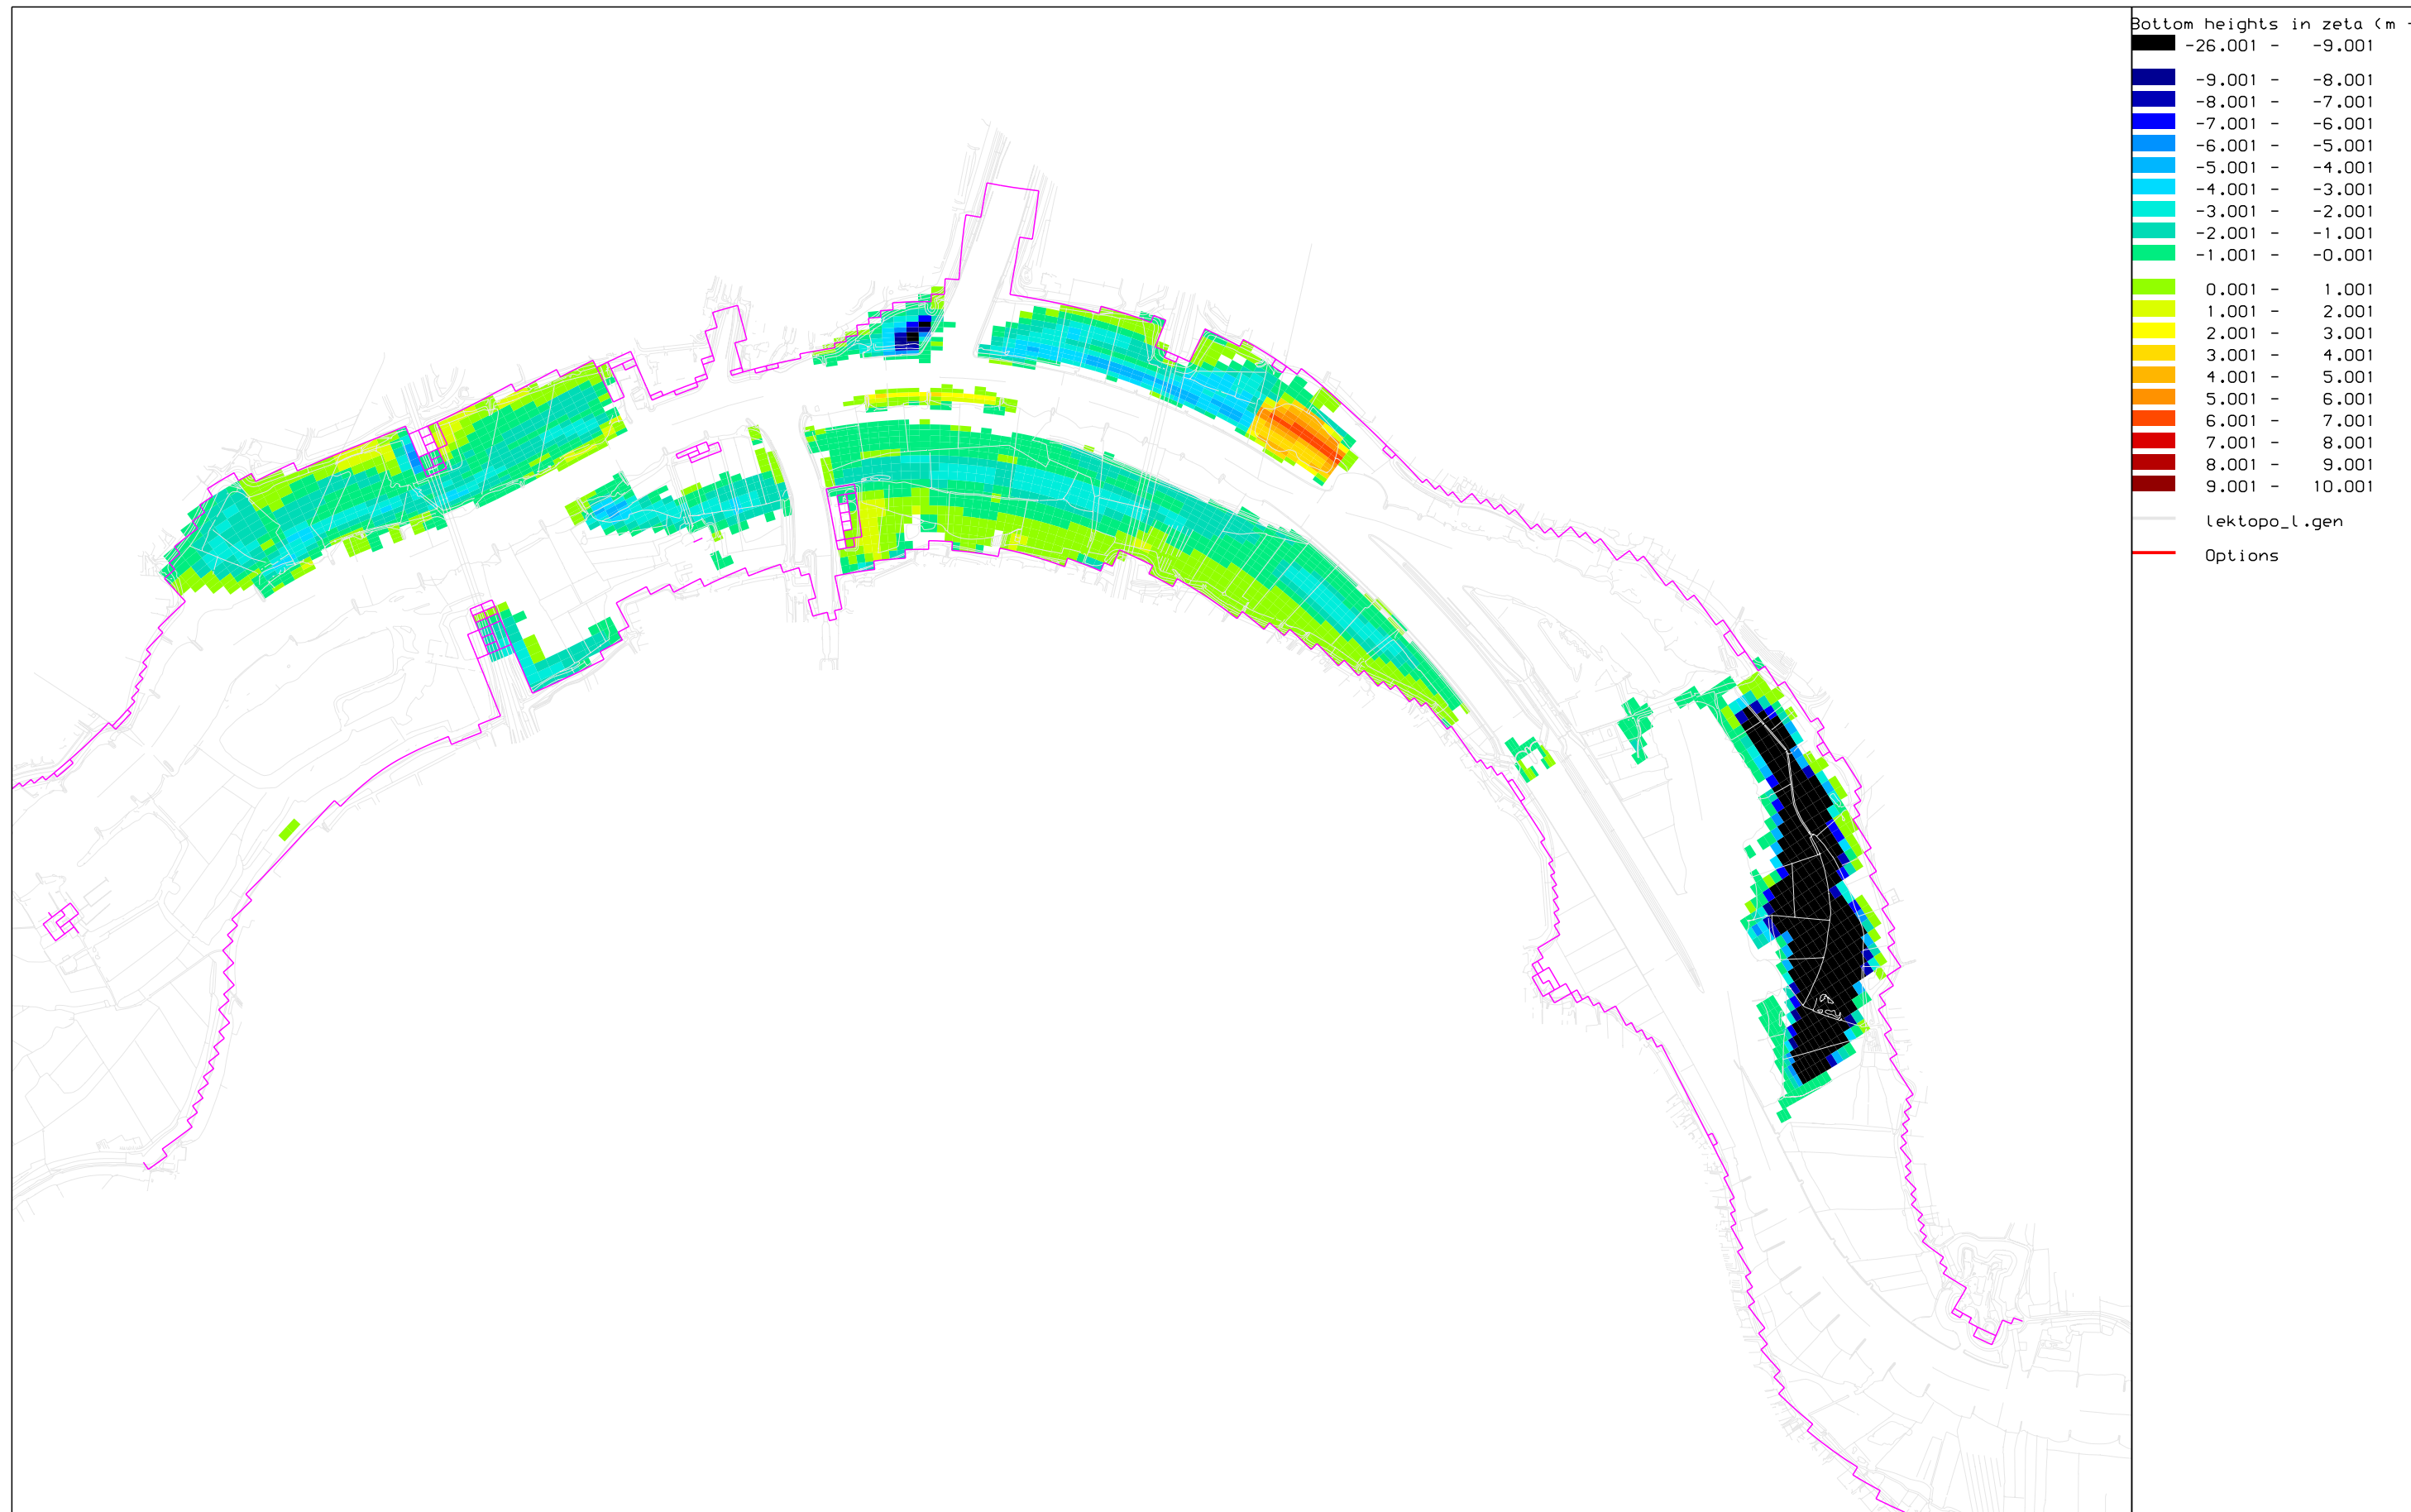 Bottom heights in zeta (m -
-26.001 - -9.001
-9.001 - -8.001
-8.001 - -7.001
-7.001 - -6.001
-6.001 - -5.001
-5.001 - -4.001
-4.001 - -3.001
-3.001 - -2.001
-2.001 - -1.001
-1.001 - -0.001
0.001 - 1.001
1.001 - 2.001
2.001 - 3.001
3.001 - 4.001
4.001 - 5.001
5.001 - 6.001
6.001 - 7.001
7.001 - 8.001
8.001 - 9.001
9.001 - 10.001
lektopo_l.gen
Options